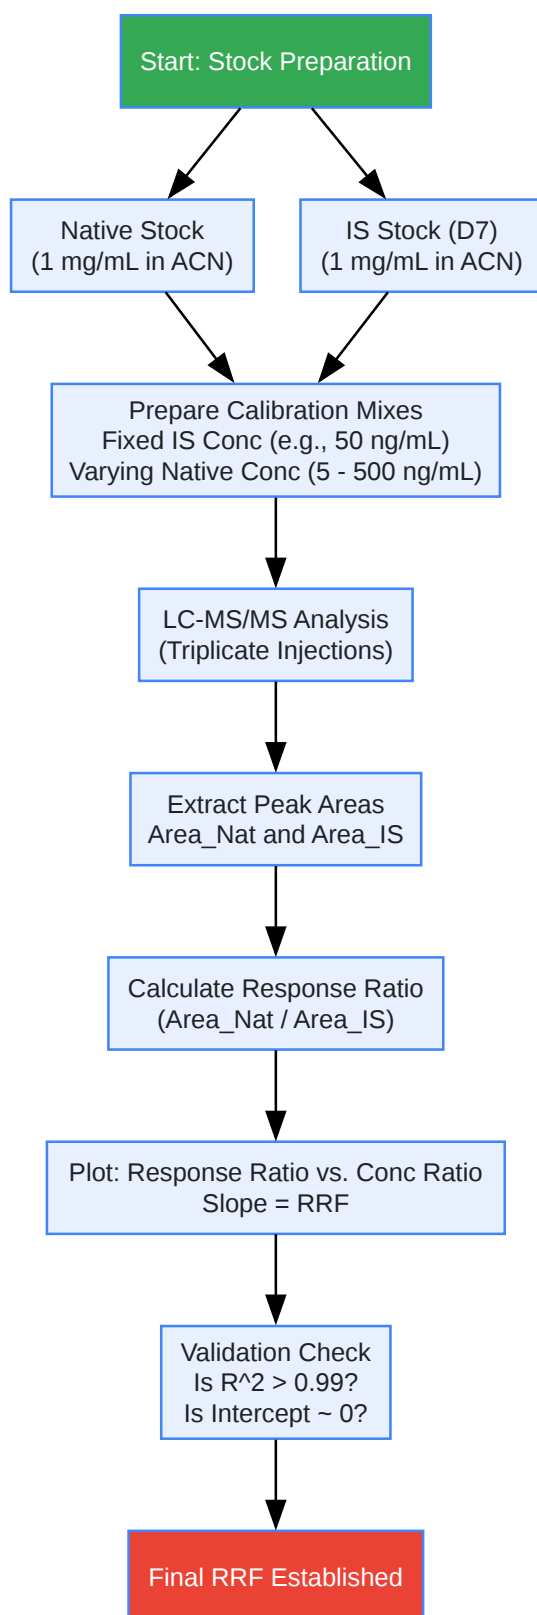 Start: Stock Preparation
Native Stock
(1 mg/mL in ACN)
IS Stock (D7)
(1 mg/mL in ACN)
Prepare Calibration Mixes
Fixed IS Conc (e.g., 50 ng/mL)
Varying Native Conc (5 - 500 ng/mL)
LC-MS/MS Analysis
(Triplicate Injections)
Extract Peak Areas
Area_Nat and Area_IS
Calculate Response Ratio
(Area_Nat / Area_IS)
Plot: Response Ratio vs. Conc Ratio
Slope = RRF
Validation Check
Is R^2 > 0.99?
Is Intercept ~ 0?
Final RRF Established